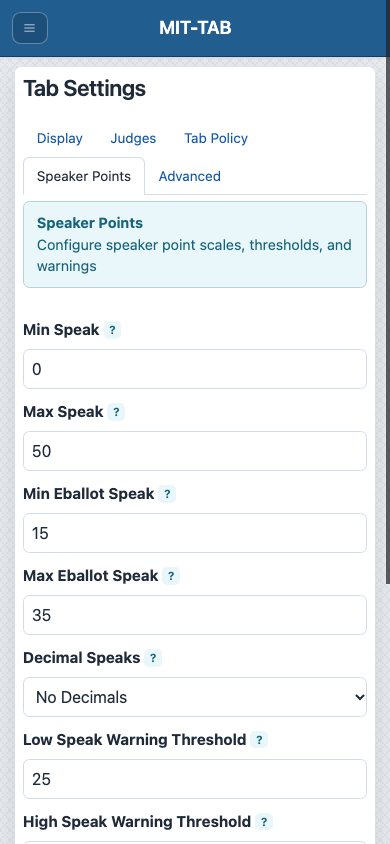 MIT-TAB
Tab Settings
Display Judges Tab Policy
Speaker Points Advanced
Speaker Points
Configure speaker point scales, thresholds, and
warnings
Min Speak ?
0
Max Speak ?
50
Min Eballot Speak ?
15
Max Eballot Speak ?
35
Decimal Speaks ?
No Decimals
Low Speak Warning Threshold ?
25
High Speak Warning Threshold ?